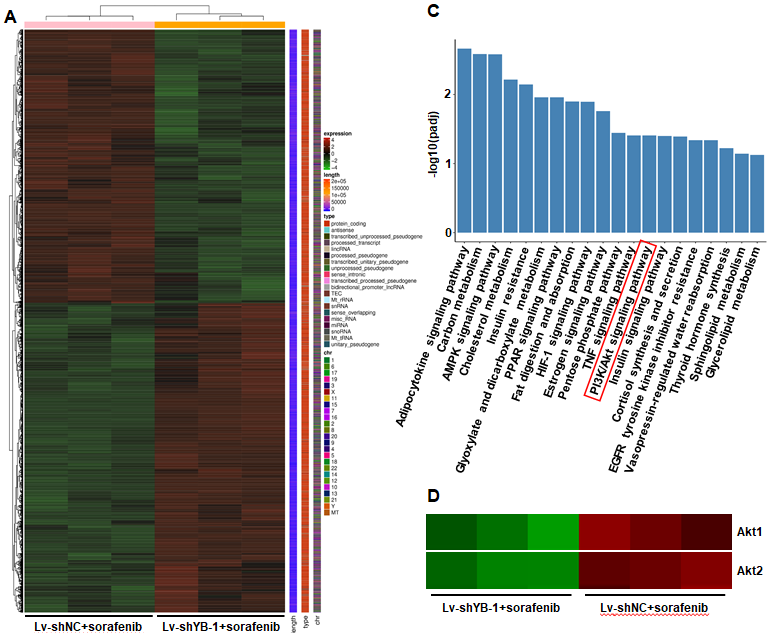 A
expression
4
2
0
−2
−4
length
2e+05
150000
1e+05
50000
0
type
protein_coding
antisense
transcribed_unprocessed_pseudogene
processed_transcript
lincRNA
processed_pseudogene
transcribed_unitary_pseudogene
unprocessed_pseudogene
sense_intronic
transcribed_processed_pseudogene
bidirectional_promoter_lncRNA
TEC
Mt_rRNA
snRNA
sense_overlapping
misc_RNA
miRNA
snoRNA
Mt_tRNA
unitary_pseudogene
chr
1
6
17
19
3
X
11
15
7
16
2
8
20
9
4
5
18
22
14
12
10
13
21
Y
MT
length
type
chr
Lv-shNC+sorafenib
Lv-shYB-1+sorafenib
C
-log10(padj)
2
1
0
Adipocytokine signaling pathway
Carbon metabolism
AMPK signaling pathway
Cholesterol metabolism
Insulin resistance
Glyoxylate and dicarboxylate metabolism
PPAR signaling pathway
Fat digestion and absorption
HIF-1 signaling pathway
Estrogen signaling pathway
Pentose phosphate pathway
TNF signaling pathway
PI3K/Akt signaling pathway
Insulin signaling pathway
Cortisol synthesis and secretion
EGFR tyrosine kinase inhibitor resistance
Vasopressin-regulated water reabsorption
Thyroid hormone synthesis
Sphingolipid metabolism
Glycerolipid metabolism
D
Akt1
Akt2
Lv-shYB-1+sorafenib
Lv-shNC+sorafenib